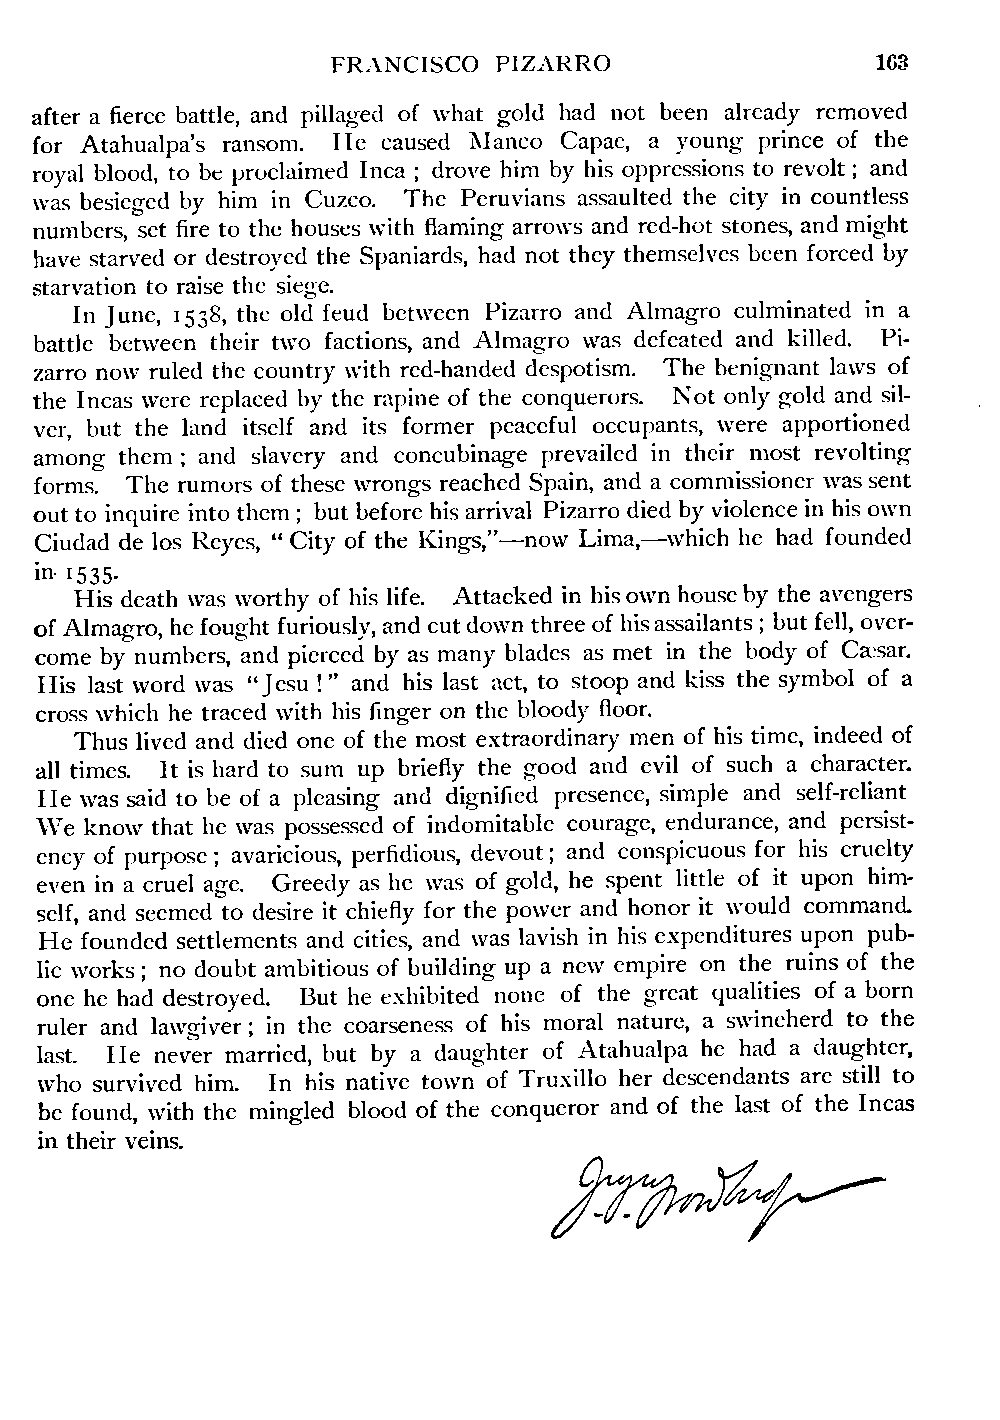 FRANCISCO PIZARRO 163
after a fierce battle, and pillaged of what gold had not been already removed
for Atahualpa's ransom. He caused Manco Capac, a young prince of the
royal blood, to be proclaimed Inca ; drove him by his oppressions to revolt ; and
was besieged by him in Cuzco. The Peruvians assaulted the city in countless
numbers, set fire to the houses with flaming arrows and red-hot stones, and might
have starved or destroyed the Spaniards, had not they themselves been forced by
starvation to raise the siege.
In June, 1538, the old feud between Pizarro and Almagro culminated in a
battle between their two factions, and Almagro was defeated and killed. Pi-
zarro now ruled the country with red-handed despotism. The benignant laws of
the Incas were replaced by the rapine of the conquerors. Not only gold and sil-
ver, but the land itself and its former peaceful occupants, were apportioned
among them ; and slavery and concubinage prevailed in their most revolting
forms. The rumors of these wrongs reached Spain, and a commissioner was sent
out to inquire into them ; but before his arrival Pizarro died by violence in his own
Ciudad de los Reyes, "City of the Kings,"—now Lima,—which he had founded
in 1535.
His death was worthy of his life. Attacked in his own house by the avengers
of Almagro, he fought furiously, and cut down three of his assailants ; but fell, over-
come by numbers, and pierced by as many blades as met in the body of Cæsar.
His last word was "Jesu !" and his last act, to stoop and kiss the symbol of a
cross which he traced with his finger on the bloody floor.
Thus lived and died one of the most extraordinary men of his time, indeed of
all times. It is hard to sum up briefly the good and evil of such a character.
He was said to be of a pleasing and dignified presence, simple and self-reliant
We know that he was possessed of indomitable courage, endurance, and persist-
ency of purpose ; avaricious, perfidious, devout ; and conspicuous for his cruelty
even in a cruel age. Greedy as he was of gold, he spent little of it upon him-
self, and seemed to desire it chiefly for the power and honor it would command.
He founded settlements and cities, and was lavish in his expenditures upon pub-
lic works ; no doubt ambitious of building up a new empire on the ruins of the
one he had destroyed. But he exhibited none of the great qualities of a born
ruler and lawgiver ; in the coarseness of his moral nature, a swineherd to the
last. He never married, but by a daughter of Atahualpa he had a daughter,
who survived him. In his native town of Truxillo her descendants are still to
be found, with the mingled blood of the conqueror and of the last of the Incas
in their veins.